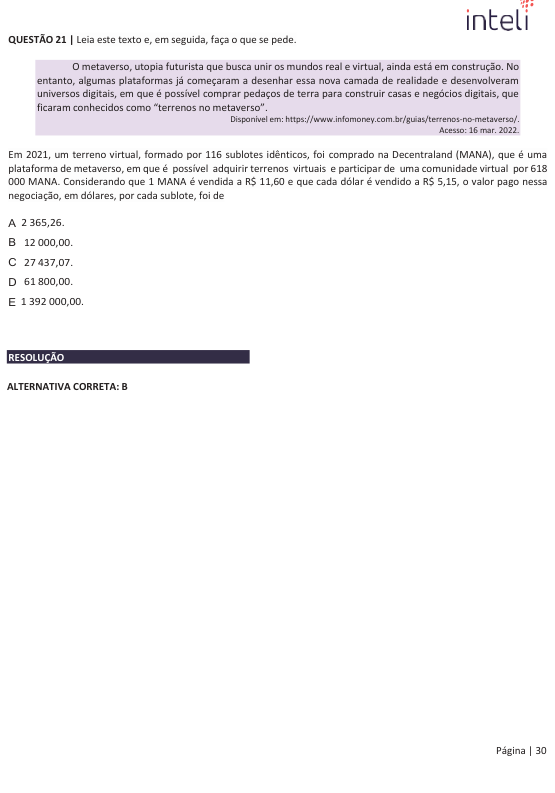 inteli
QUESTÃO 21 | Leia este texto e, em seguida, faça o que se pede.
O metaverso, utopia futurista que busca unir os mundos real e virtual, ainda está em construção. No
entanto, algumas plataformas já começaram a desenhar essa nova camada de realidade e desenvolveram
universos digitais, em que é possível comprar pedaços de terra para construir casas e negócios digitais, que
ficaram conhecidos como “terrenos no metaverso”.
Disponível em: https://www.infomoney.com.br/guias/terrenos-no-metaverso/.
Acesso: 16 mar. 2022.
Em 2021, um terreno virtual, formado por 116 sublotes idênticos, foi comprado na Decentraland (MANA), que é uma
plataforma de metaverso, em que é possível adquirir terrenos virtuais e participar de uma comunidade virtual por 618
000 MANA. Considerando que 1 MANA é vendida a R$ 11,60 e que cada dólar é vendido a R$ 5,15, o valor pago nessa
negociação, em dólares, por cada sublote, foi de
A 2 365,26.
B 12 000,00.
C 27 437,07.
D 61 800,00.
E 1 392 000,00.
RESOLUÇÃO
ALTERNATIVA CORRETA: B
Página | 30